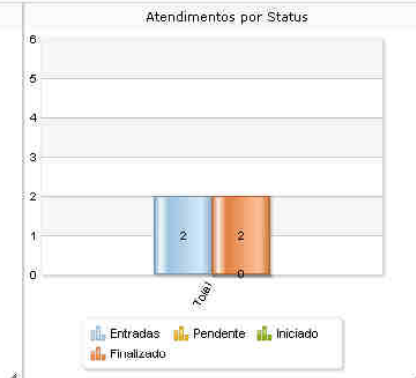 Atendimentos por Status
6
5
4
3
2
1
0
2
2
0
Total
Entradas Pendente Iniciado
Finalizado